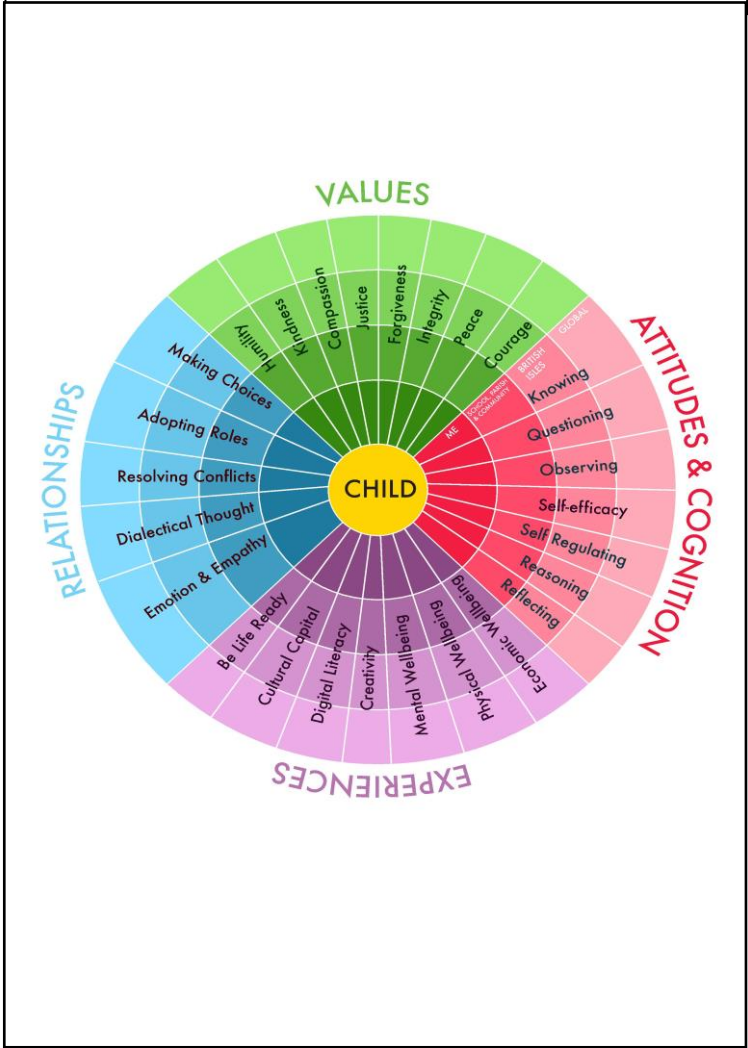 VALUES
Humility
Kindness
Compassion
Justice
Forgiveness
Integrity
Peace
Courage
ATTITUDES & COGNITION
GLOBAL
BRITISH
ISLES
SCHOOL, PARISH
& COMMUNITY
ME
Knowing
Questioning
Observing
Self-efficacy
Self Regulating
Reasoning
Reflecting
CHILD
RELATIONSHIPS
Making Choices
Adopting Roles
Resolving Conflicts
Dialectical Thought
Emotion & Empathy
Be Life Ready
Cultural Capital
Digital Literacy
Creativity
Mental Wellbeing
Physical Wellbeing
Economic Wellbeing
EXPERIENCES